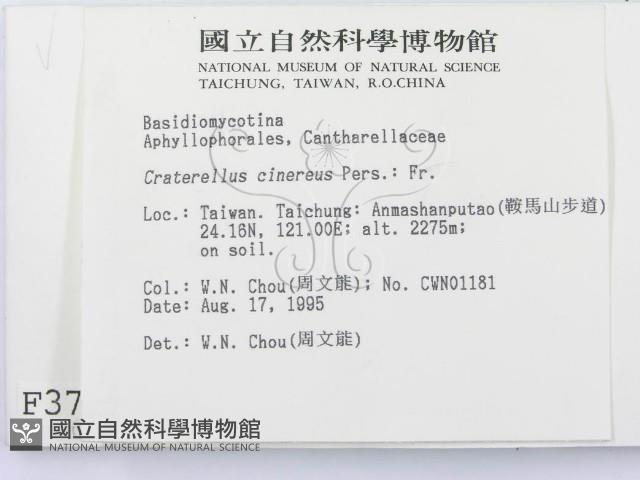 國立自然科學博物館
NATIONAL MUSEUM OF NATURAL SCIENCE
TAICHUNG, TAIWAN, R.O.CHINA
Basidiomycotina
Aphyllophorales, Cantharellaceae
Craterellus cinereus Pers.: Fr.
Loc.: Taiwan. Taichung: Anmashanputao(鞍馬山步道)
24.16N, 121.00E; alt. 2275m;
on soil.
Col.: W.N. Chou(周文能); No. CWN01181
Date: Aug. 17, 1995
Det.: W.N. Chou(周文能)
F37
國立自然科學博物館
NATIONAL MUSEUM OF NATURAL SCIENCE